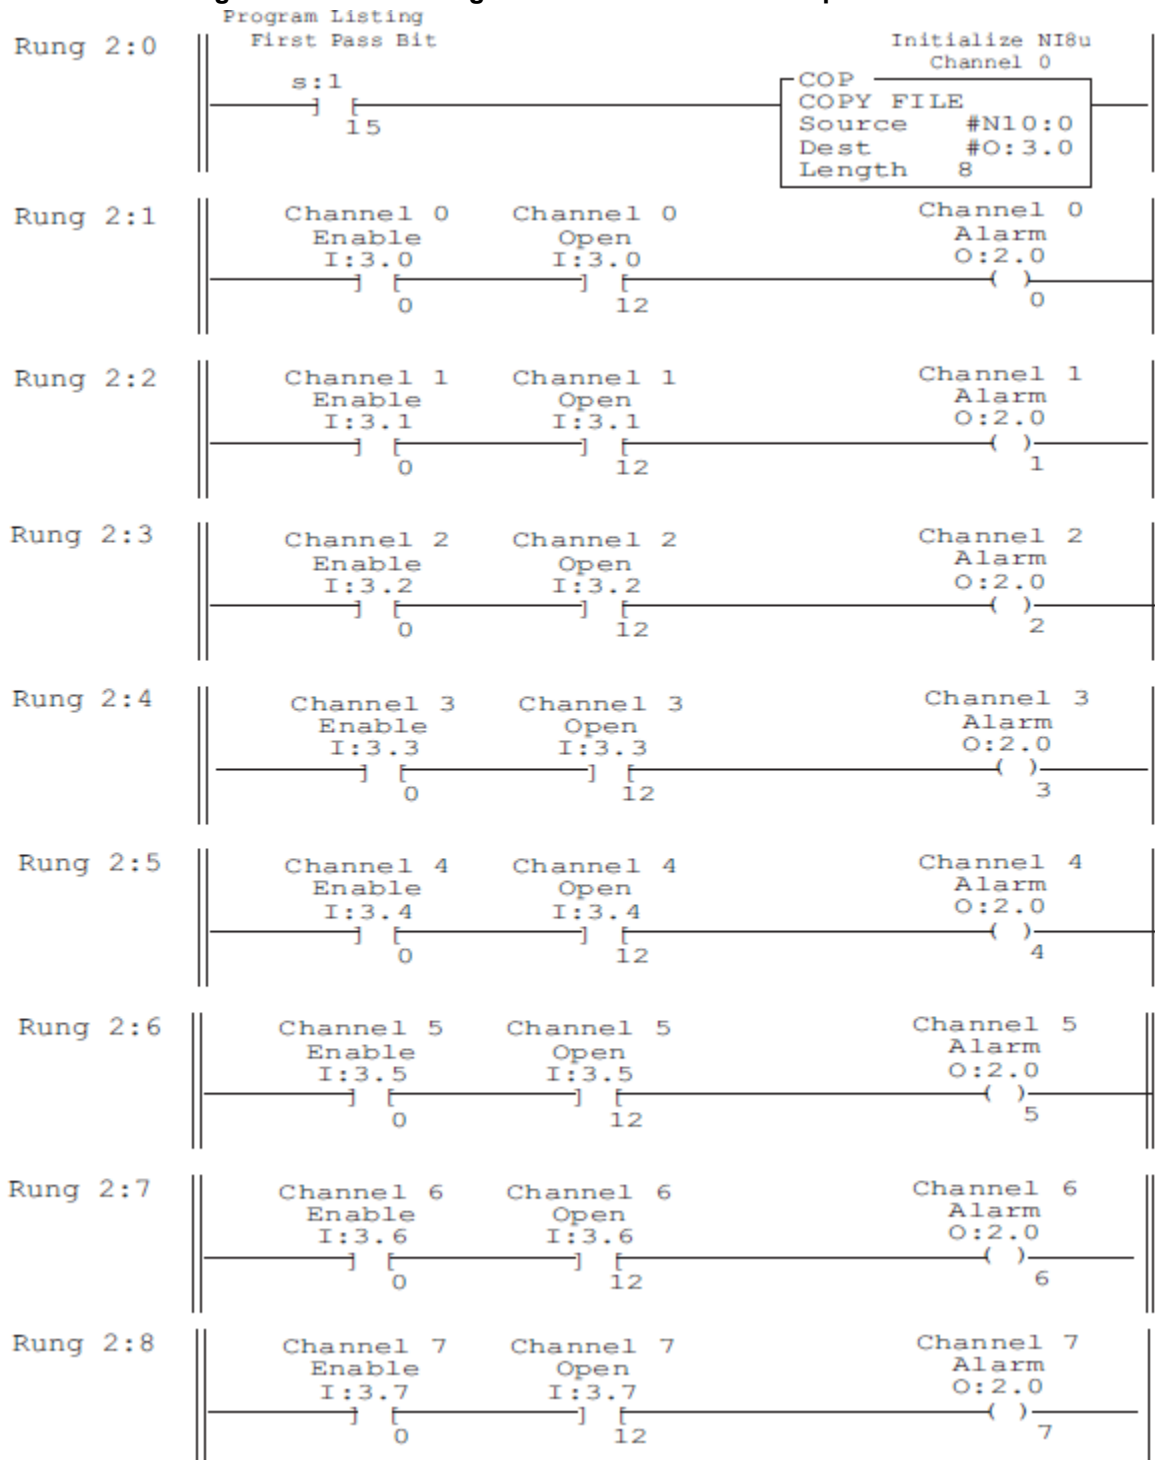 Program Listing
Rung 2:0 First Pass Bit Initialize NI8u
Channel 0
s:1 COP
] [ COPY FILE
15 Source #N10:0
Dest #O:3.0
Length 8
Rung 2:1 Channel 0 Channel 0 Channel 0
Enable Open Alarm
I:3.0 I:3.0 O:2.0
] [ ] [ ( )
0 12 0
Rung 2:2 Channel 1 Channel 1 Channel 1
Enable Open Alarm
I:3.1 I:3.1 O:2.0
] [ ] [ ( )
0 12 1
Rung 2:3 Channel 2 Channel 2 Channel 2
Enable Open Alarm
I:3.2 I:3.2 O:2.0
] [ ] [ ( )
0 12 2
Rung 2:4 Channel 3 Channel 3 Channel 3
Enable Open Alarm
I:3.3 I:3.3 O:2.0
] [ ] [ ( )
0 12 3
Rung 2:5 Channel 4 Channel 4 Channel 4
Enable Open Alarm
I:3.4 I:3.4 O:2.0
] [ ] [ ( )
0 12 4
Rung 2:6 Channel 5 Channel 5 Channel 5
Enable Open Alarm
I:3.5 I:3.5 O:2.0
] [ ] [ ( )
0 12 5
Rung 2:7 Channel 6 Channel 6 Channel 6
Enable Open Alarm
I:3.6 I:3.6 O:2.0
] [ ] [ ( )
0 12 6
Rung 2:8 Channel 7 Channel 7 Channel 7
Enable Open Alarm
I:3.7 I:3.7 O:2.0
] [ ] [ ( )
0 12 7